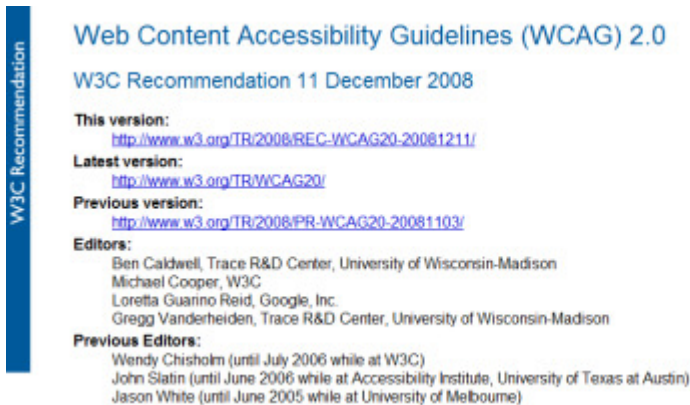 W3C Recommendation
Web Content Accessibility Guidelines (WCAG) 2.0
W3C Recommendation 11 December 2008
This version:
http://www.w3.org/TR/2008/REC-WCAG20-20081211/
Latest version:
http://www.w3.org/TR/WCAG20/
Previous version:
http://www.w3.org/TR/2008/PR-WCAG20-20081103/
Editors:
Ben Caldwell, Trace R&D Center, University of Wisconsin-Madison
Michael Cooper, W3C
Loretta Guarino Reid, Google, Inc.
Gregg Vanderheiden, Trace R&D Center, University of Wisconsin-Madison
Previous Editors:
Wendy Chisholm (until July 2006 while at W3C)
John Slatin (until June 2006 while at Accessibility Institute, University of Texas at Austin)
Jason White (until June 2005 while at University of Melbourne)